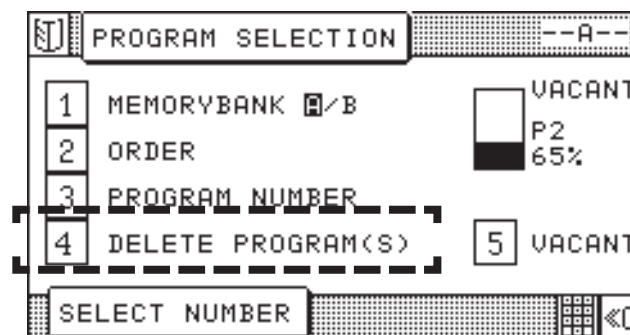 PROGRAM SELECTION --A--
1 MEMORYBANK A/B
VACANT
P2
65%
2 ORDER
3 PROGRAM NUMBER
4 DELETE PROGRAM(S)
5 VACANT
SELECT NUMBER